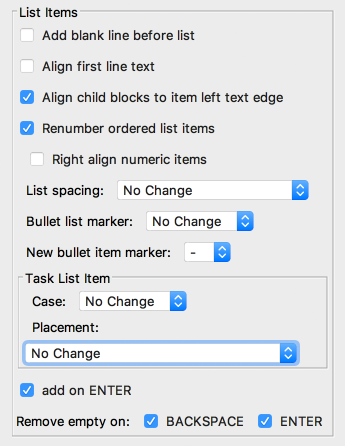 List Items
Add blank line before list
Align first line text
Align child blocks to item left text edge
Renumber ordered list items
Right align numeric items
List spacing: No Change
Bullet list marker: No Change
New bullet item marker: -
Task List Item
Case: No Change
Placement:
No Change
add on ENTER
Remove empty on: BACKSPACE ENTER